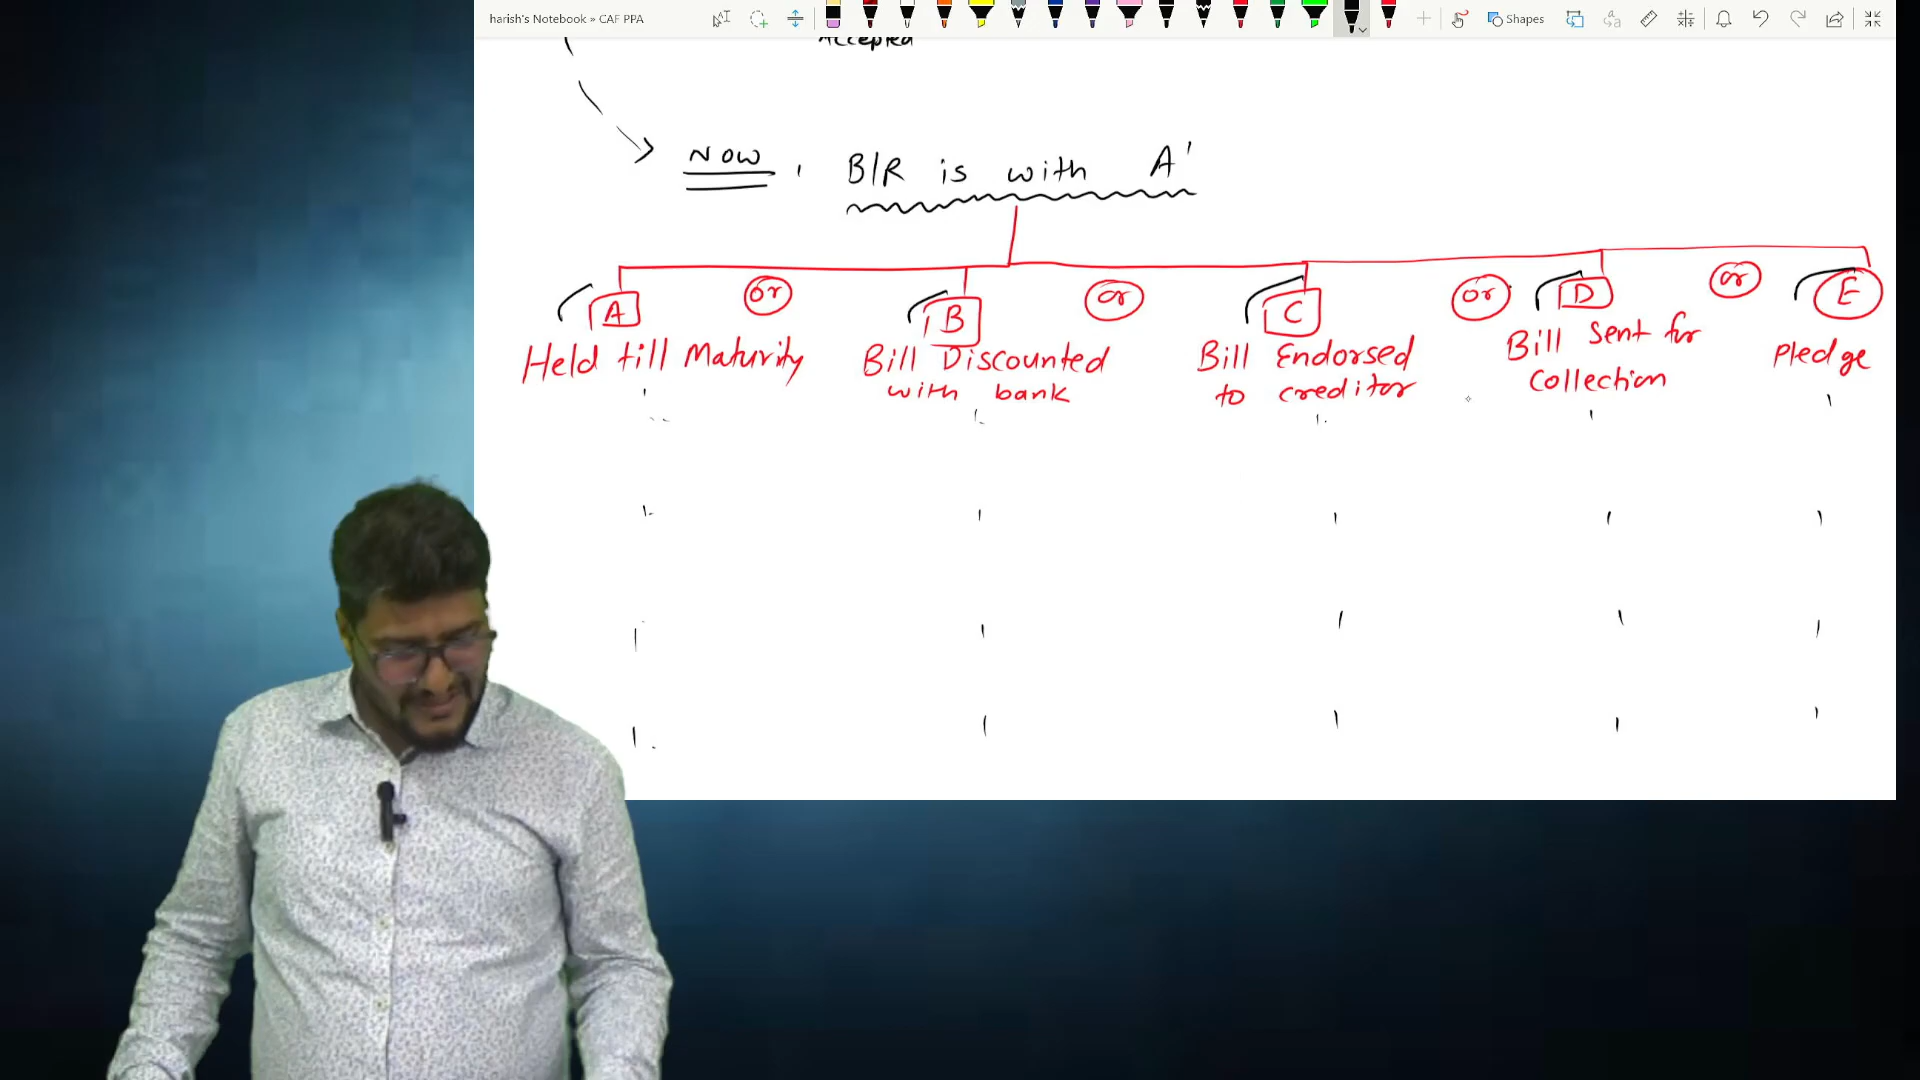 harish's Notebook » CAF PPA
Shapes
Accepted
NOW , B/R is with A'
A or B or C or D or E
Held till Maturity
Bill Discounted
with bank
Bill Endorsed
to creditor
Bill Sent for
Collection
Pledge